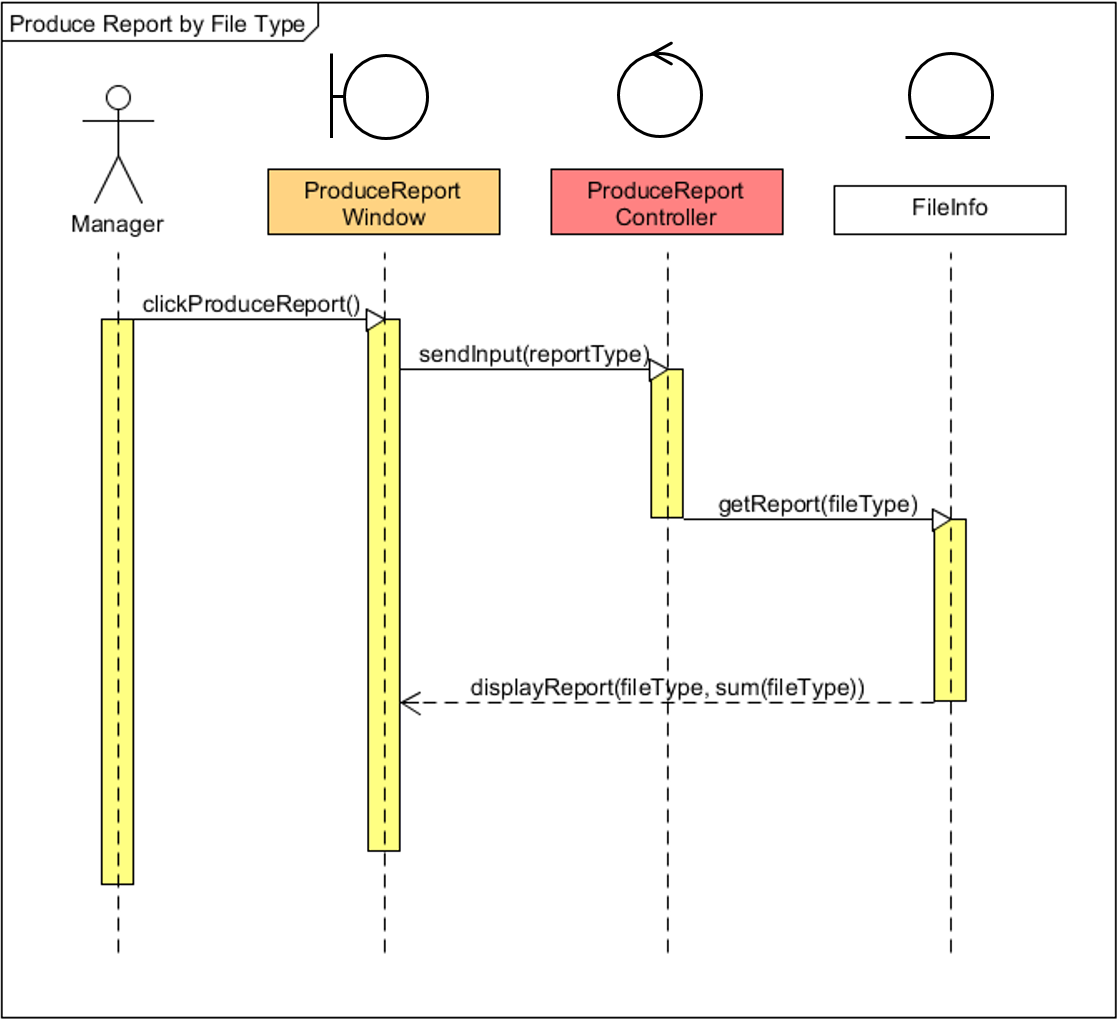 Produce Report by File Type
Manager
ProduceReport
Window
ProduceReport
Controller
FileInfo
clickProduceReport()
sendInput(reportType)
getReport(fileType)
displayReport(fileType, sum(fileType))